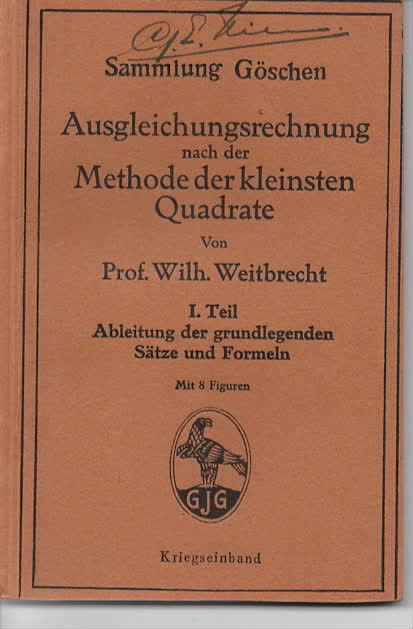 Sammlung Göschen
Ausgleichungsrechnung
nach der
Methode der kleinsten
Quadrate
Von
Prof. Wilh. Weitbrecht
I. Teil
Ableitung der grundlegenden
Sätze und Formeln
Mit 8 Figuren
GJG
Kriegseinband